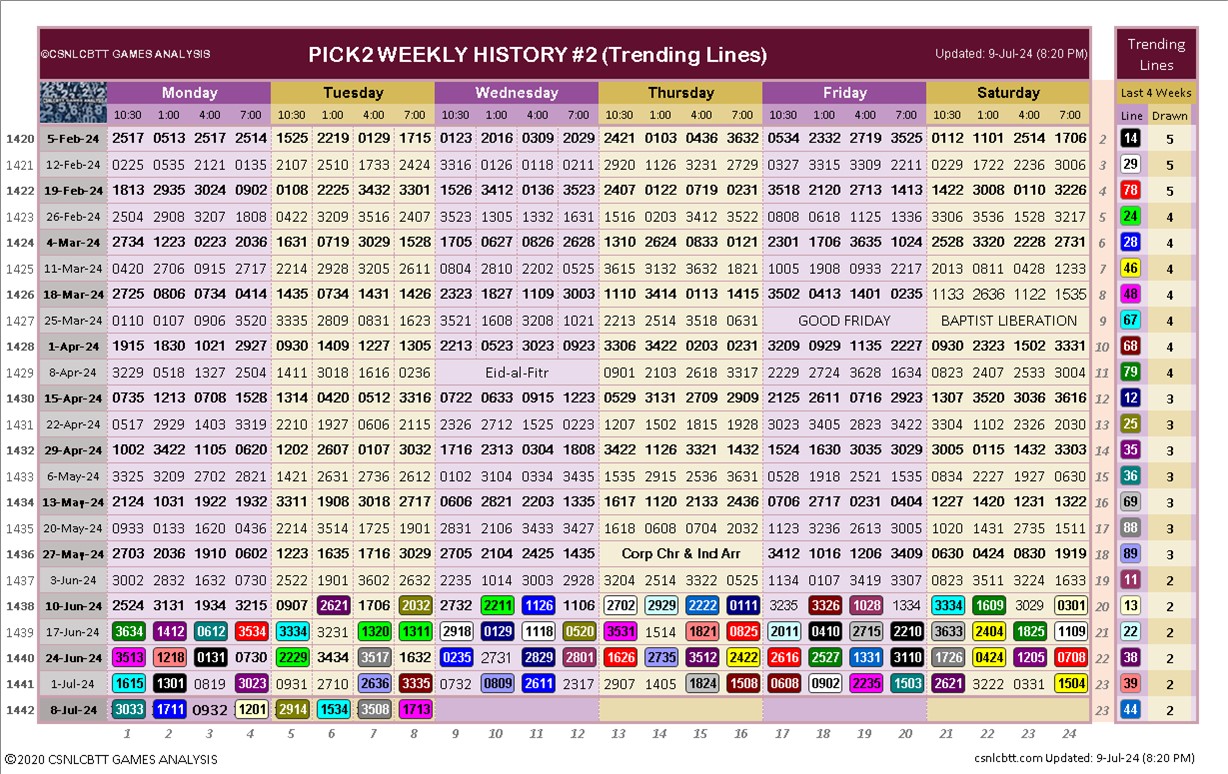 ©CSNLCBTT GAMES ANALYSIS PICK2 WEEKLY HISTORY #2 (Trending Lines) Updated: 9-Jul-24 (8:20 PM) Trending
Lines
Monday Tuesday Wednesday Thursday Friday Saturday Last 4 Weeks
10:30 1:00 4:00 7:00 10:30 1:00 4:00 7:00 10:30 1:00 4:00 7:00 10:30 1:00 4:00 7:00 10:30 1:00 4:00 7:00 10:30 1:00 4:00 7:00 Line Drawn
1420 5-Feb-24 2517 0513 2517 2514 1525 2219 0129 1715 0123 2016 0309 2029 2421 0103 0436 3632 0534 2332 2719 3525 0112 1101 2514 1706 2 14 5
1421 12-Feb-24 0225 0535 2121 0135 2107 2510 1733 2424 3316 0126 0118 0211 2920 1126 3231 2729 0327 3315 3309 2211 0229 1722 2236 3006 3 29 5
1422 19-Feb-24 1813 2935 3024 0902 0108 2225 3432 3301 1526 3412 0136 3523 2407 0122 0719 0231 3518 2120 2713 1413 1422 3008 0110 3226 4 78 5
1423 26-Feb-24 2504 2908 3207 1808 0422 3209 3516 2407 3523 1305 1332 1631 1516 0203 3412 3522 0808 0618 1125 1336 3306 3536 1528 3217 5 24 4
1424 4-Mar-24 2734 1223 0223 2036 1631 0719 3029 1528 1705 0627 0826 2628 1310 2624 0833 0121 2301 1706 3635 1024 2528 3320 2228 2731 6 28 4
1425 11-Mar-24 0420 2706 0915 2717 2214 2928 3205 2611 0804 2810 2202 0525 3615 3132 3632 1821 1005 1908 0933 2217 2013 0811 0428 1233 7 46 4
1426 18-Mar-24 2725 0806 0734 0414 1435 0734 1431 1428 2323 1827 1109 3003 1110 3414 0113 1415 3502 0413 1401 0235 1133 2636 1122 1535 8 48 4
1427 25-Mar-24 0110 0107 0906 3520 3335 2809 0831 1623 3521 1608 3208 1021 2213 2514 3518 0631 GOOD FRIDAY BAPTIST LIBERATION 9 67 4
1428 1-Apr-24 1915 1830 1021 2927 0930 1409 1227 1305 2213 0523 3023 0923 3306 3422 0203 0231 3209 0929 1135 2227 0930 2323 1502 3331 10 68 4
1429 8-Apr-24 3229 0518 1327 2504 1411 3018 1616 0236 Eid-al-Fitr 0901 2103 2618 3317 2229 2724 3628 1634 0823 2407 2533 3004 11 79 4
1430 15-Apr-24 0735 1213 0708 1528 1314 0420 0512 3316 0722 0633 0915 1223 0529 3131 2709 2909 2125 2611 0716 2923 1307 3520 3036 3616 12 12 3
1431 22-Apr-24 0517 2929 1403 3319 2210 1927 0606 2115 2326 2712 1525 0223 1207 1502 1815 1928 3023 3405 2823 3422 3304 1102 2326 2030 13 25 3
1432 29-Apr-24 1002 3422 1105 0620 1202 2607 0107 3032 1716 2313 0304 1808 3422 1126 3321 1432 1524 1630 3535 3029 3005 0115 1432 3303 14 35 3
1433 6-May-24 3325 3209 2702 2821 1421 2631 2736 2613 0102 3104 0334 3435 1535 2915 2536 3631 0528 1918 2521 1535 0834 2227 1927 0630 15 36 3
1434 13-May-24 2124 1031 1922 1932 3311 1908 3018 2717 0606 2821 2203 1335 1617 1120 2133 2436 0706 2717 0231 0404 1227 1420 1231 1322 16 69 3
1435 20-May-24 0933 0133 1620 0436 2214 3514 1725 1901 2831 2106 3433 3427 1618 0608 0704 2032 1123 3236 2613 3005 1020 1431 2735 1511 17 88 3
1436 27-May-24 2703 2036 1910 0602 1223 1635 1716 3029 2705 2104 2425 1435 Corp Chr & Ind Arr 3412 1016 1206 3409 0630 0424 0830 1919 18 89 3
1437 3-Jun-24 3002 2832 1632 0730 2522 1901 3602 2632 2235 1014 3003 2928 3204 2514 3322 0525 1134 0107 3419 3307 0823 3511 3224 1633 19 11 2
1438 10-Jun-24 2524 3131 1934 3215 0907 2621 1706 2032 2732 2211 1126 1106 2702 2929 2222 0111 3235 3326 1028 1334 3334 1609 3029 0301 20 13 2
1439 17-Jun-24 3634 1412 0612 3534 3334 3231 1320 1311 2918 0129 1118 0520 3531 1514 1821 0825 2011 0410 2715 2210 3633 2404 1825 1109 21 22 2
1440 24-Jun-24 3513 1218 0131 0730 2229 3434 3517 1632 0235 2731 2829 2801 1626 2735 3512 2422 2616 2527 1331 3110 1726 0424 1205 0708 22 38 2
1441 1-Jul-24 1615 1301 0819 3023 0931 2710 2636 3335 0732 0809 2611 2317 2907 1405 1824 1508 0608 0902 2235 1503 2621 3222 0331 1504 23 39 2
1442 8-Jul-24 3033 1711 0932 1201 2914 1534 3508 1713 23 44 2
1 2 3 4 5 6 7 8 9 10 11 12 13 14 15 16 17 18 19 20 21 22 23 24
©2020 CSNLCBTT GAMES ANALYSIS csnlcbtt.com Updated: 9-Jul-24 (8:20 PM)